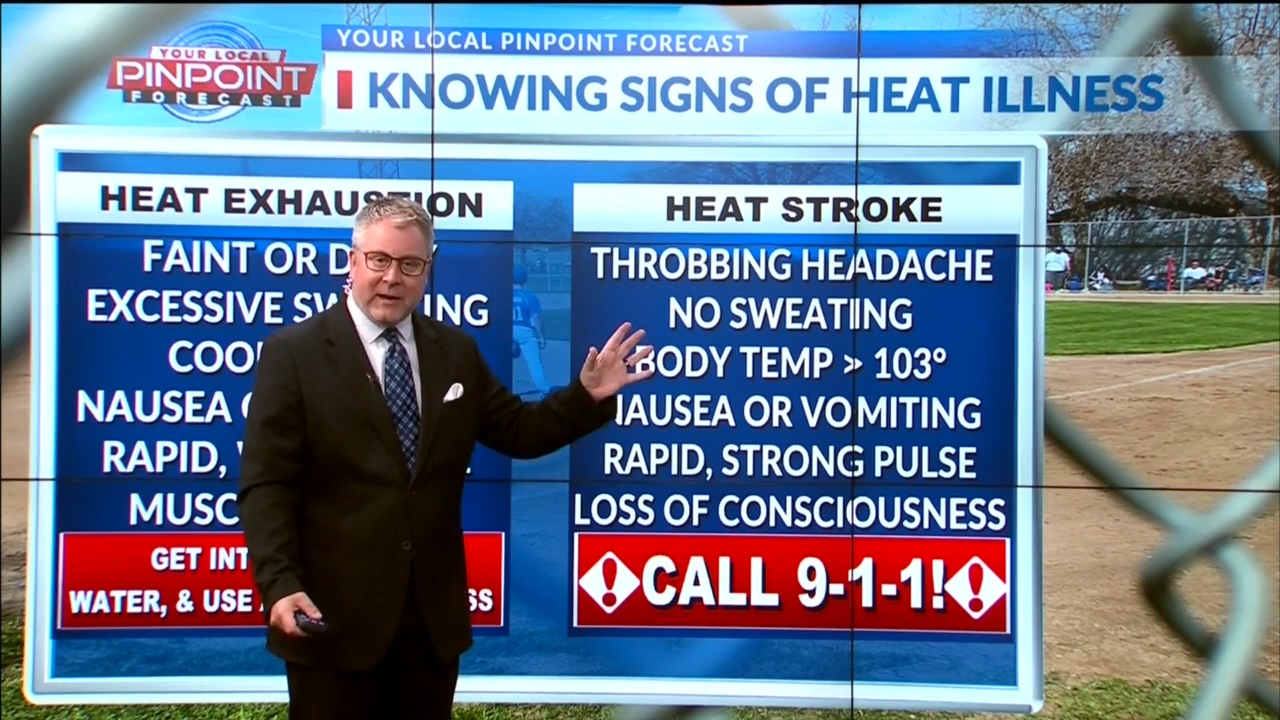 YOUR LOCAL
PINPOINT
FORECAST
YOUR LOCAL PINPOINT FORECAST
KNOWING SIGNS OF HEAT ILLNESS
HEAT EXHAUSTION
FAINT OR
EXCESSIVE
NAUSEA
RAPID,
GET
WATER, & USE
HEAT STROKE
THROBBING HEADACHE
NO SWEATING
BODY TEMP > 103°
NAUSEA OR VOMITING
RAPID, STRONG PULSE
LOSS OF CONSCIOUSNESS
CALL 9-1-1!